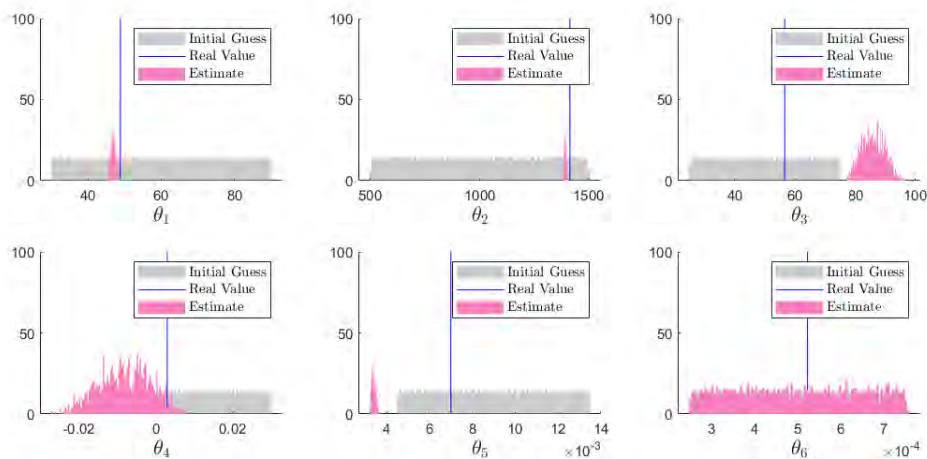 100
50
0
Initial Guess
Real Value
Estimate
40 60 80
θ1
100
50
0
Initial Guess
Real Value
Estimate
500 1000 1500
θ2
100
50
0
Initial Guess
Real Value
Estimate
40 60 80 100
θ3
100
50
0
Initial Guess
Real Value
Estimate
-0.02 0 0.02
θ4
100
50
0
Initial Guess
Real Value
Estimate
4 6 8 10 12 14
θ5 ×10-3
100
50
0
Initial Guess
Real Value
Estimate
3 4 5 6 7
θ6 ×10-4